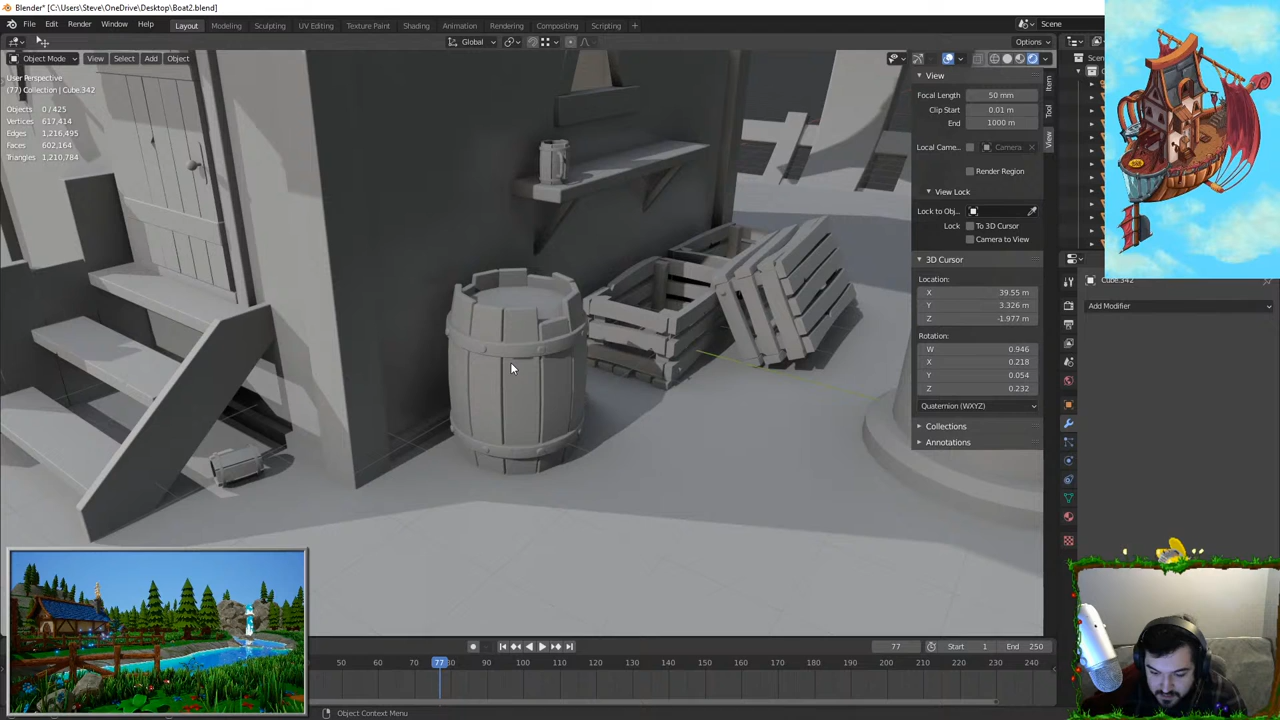 Blender* [C:\Users\Steve\OneDrive\Desktop\Boat2.blend]
File Edit Render Window Help Layout Modeling Sculpting UV Editing Texture Paint Shading Animation Rendering Compositing Scripting + Scene
Global Options
Object Mode View Select Add Object
User Perspective
(77) Collection | Cube.342
Objects 0 / 425
Vertices 617,414
Edges 1,216,495
Faces 602,164
Triangles 1,210,784
View
Focal Length 50 mm
Clip Start 0.01 m
End 1000 m
Local Came... Camera
Render Region
View Lock
Lock to Obj...
Lock To 3D Cursor
Camera to View
3D Cursor
Location:
X 39.55 m
Y 3.326 m
Z -1.977 m
Rotation:
W 0.946
X 0.218
Y 0.054
Z 0.232
Quaternion (WXYZ)
Collections
Annotations
Item
Tool
View
Cube.342
Add Modifier
77 Start 1 End 250
50 60 70 77 80 90 100 110 120 130 140 150 160 170 180 190 200 210 220 230 240
Object Context Menu